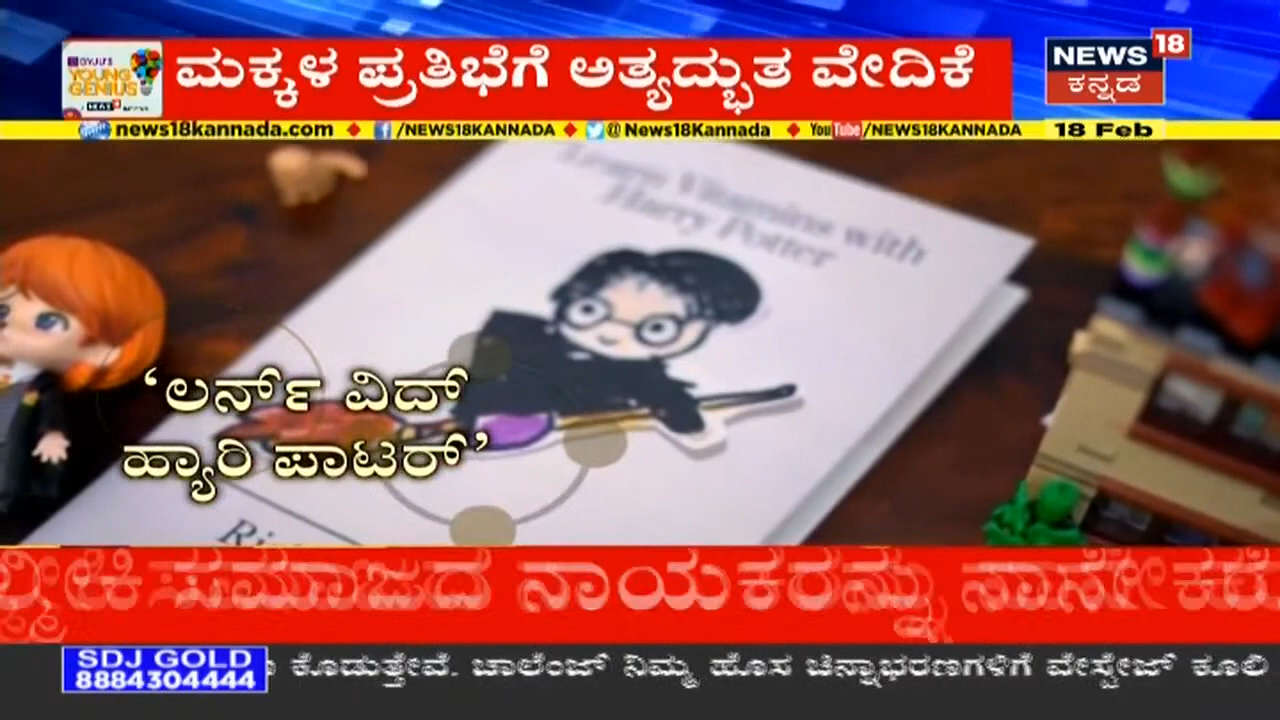 BYJU'S
YOUNG
GENIUS
ಮಕ್ಕಳ ಪ್ರತಿಭೆಗೆ ಅತ್ಯದ್ಭುತ ವೇದಿಕೆ
NEWS 18
ಕನ್ನಡ
news18kannada.com ◆ /NEWS18KANNADA ◆ @News18Kannada ◆ YouTube /NEWS18KANNADA
18 Feb
Learn Vitamins with
Harry Potter
‘ಲರ್ನ್ ವಿದ್
ಹ್ಯಾರಿ ಪಾಟರ್’
ಸಮಾಜದ ನಾಯಕರನ್ನು
SDJ GOLD
8884304444
ಕೊಡುತ್ತೇವೆ. ಚಾಲೆಂಜ್ ನಿಮ್ಮ ಹೊಸ ಚಿನ್ನಾಭರಣಗಳಿಗೆ ವೇಸ್ಟೇಜ್ ಕೂಲಿ